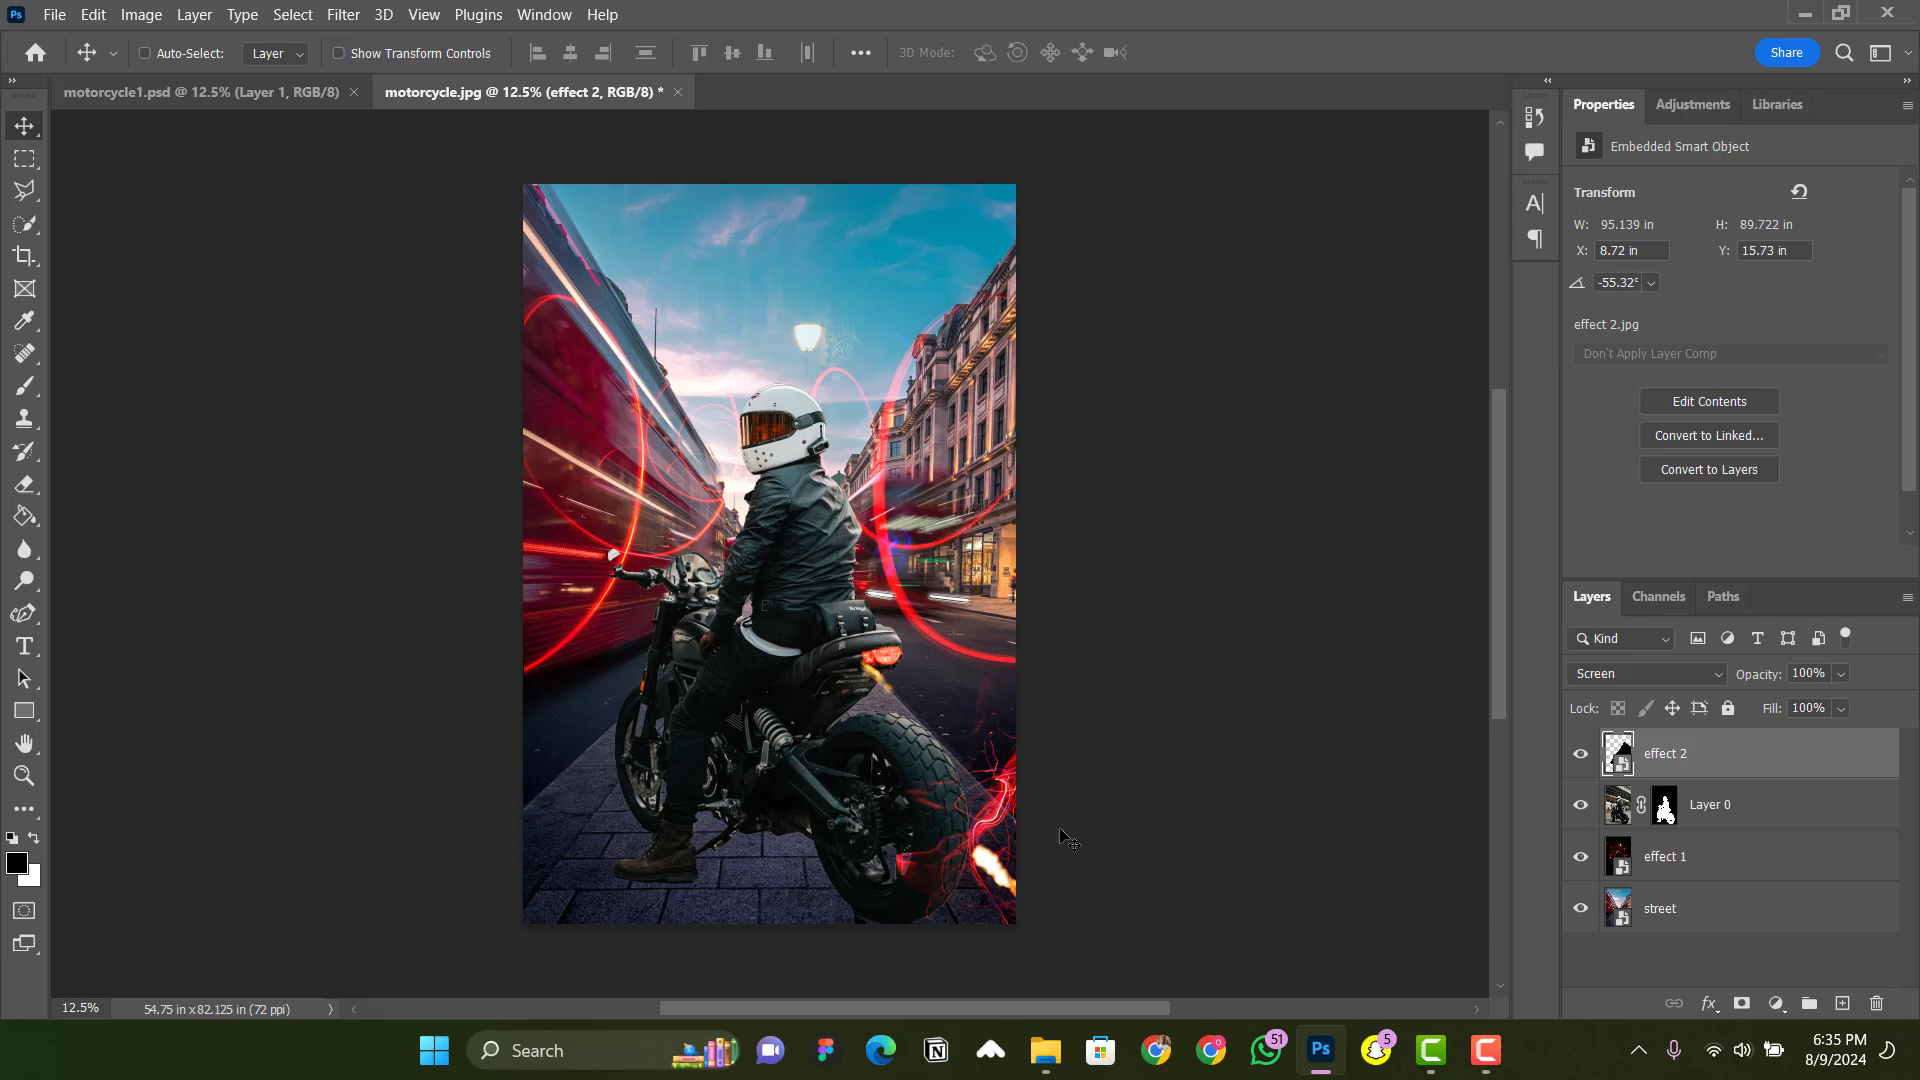 Ps File Edit Image Layer Type Select Filter 3D View Plugins Window Help
Auto-Select: Layer Show Transform Controls 3D Mode: Share
motorcycle1.psd @ 12.5% (Layer 1, RGB/8) motorcycle.jpg @ 12.5% (effect 2, RGB/8) *
Properties Adjustments Libraries
Embedded Smart Object
Transform
W: 95.139 in H: 89.722 in
X: 8.72 in Y: 15.73 in
-55.32°
effect 2.jpg
Don't Apply Layer Comp
Edit Contents
Convert to Linked...
Convert to Layers
Layers Channels Paths
Kind
Screen Opacity: 100%
Lock: Fill: 100%
effect 2
Layer 0
effect 1
street
12.5% 54.75 in x 82.125 in (72 ppi)
Search 51 Ps 5
6:35 PM
8/9/2024